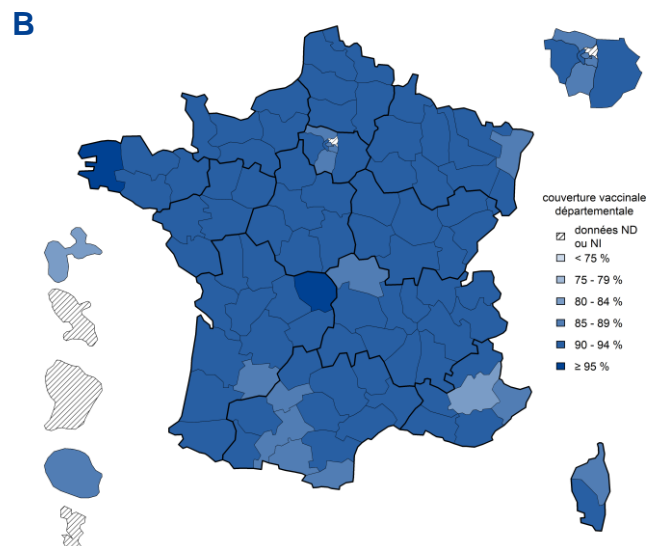 B
couverture vaccinale
départementale
données ND
ou NI
< 75 %
75 - 79 %
80 - 84 %
85 - 89 %
90 - 94 %
≥ 95 %